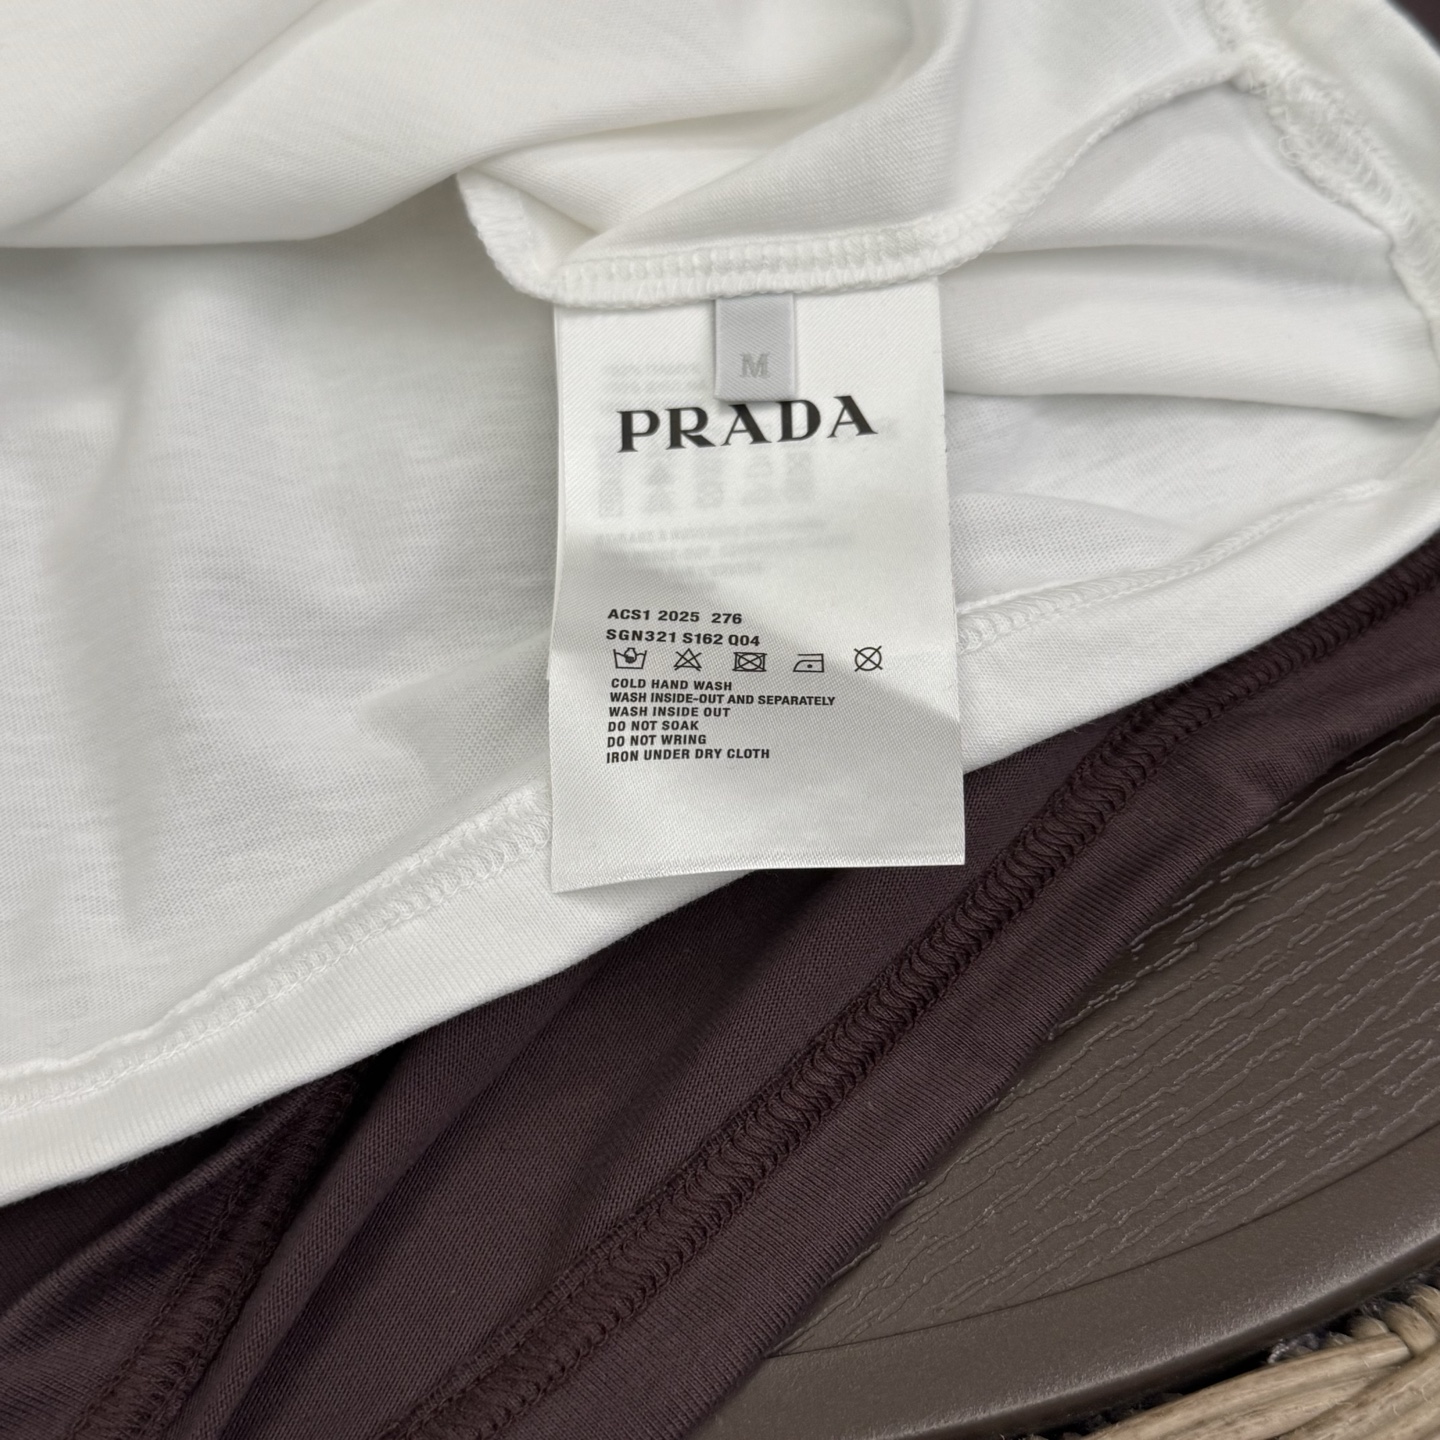 M
PRADA
ACS1 2025 276
SGN321 S162 Q04
COLD HAND WASH
WASH INSIDE-OUT AND SEPARATELY
WASH INSIDE OUT
DO NOT SOAK
DO NOT WRING
IRON UNDER DRY CLOTH